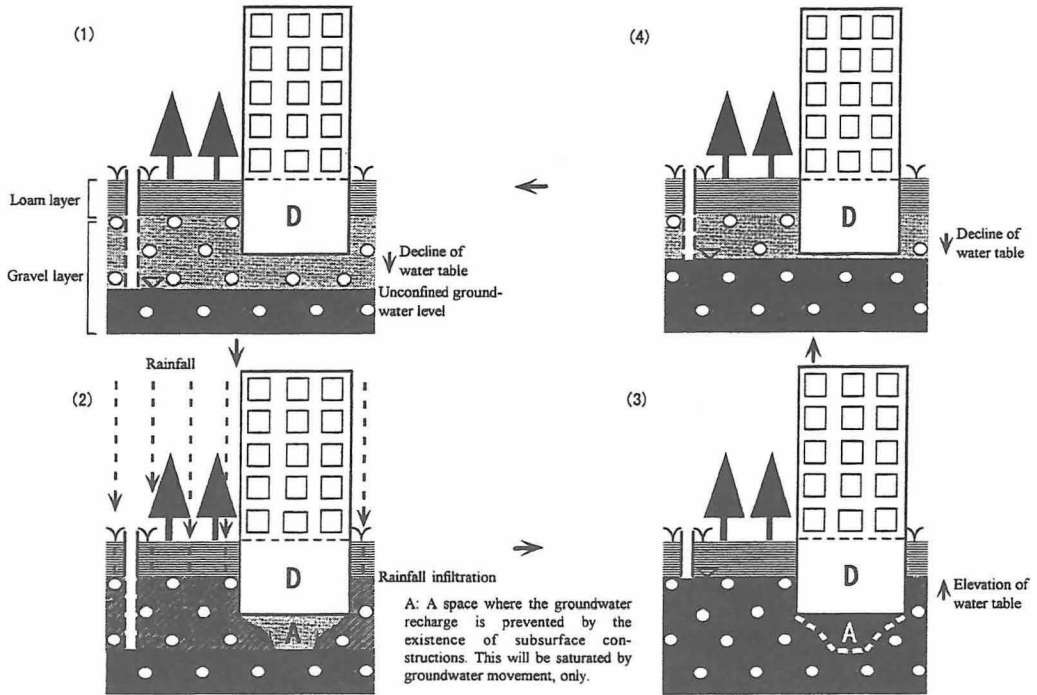 (1)
D
Loam layer
Gravel layer
Decline of
water table
Unconfined ground-
water level
(4)
D
Decline of
water table
Rainfall
(2)
D
A
Rainfall infiltration
A: A space where the groundwater
recharge is prevented by the
existence of subsurface con-
structions. This will be saturated by
groundwater movement, only.
(3)
D
A
Elevation of
water table